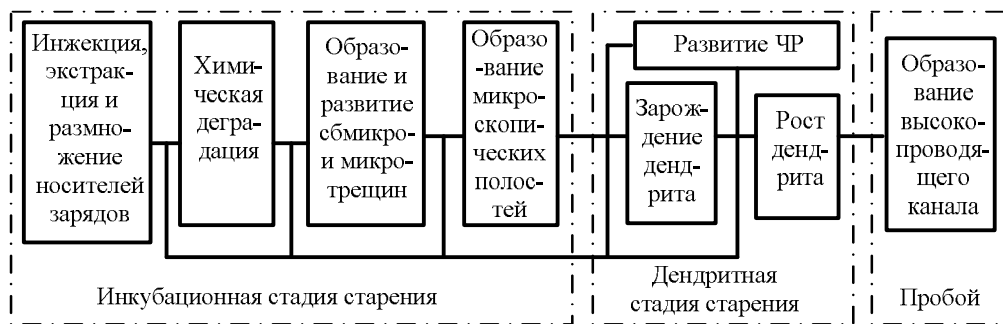 Инжекция,
экстрак-
ция и
размно-
жение
носителей
зарядов
Хими-
ческая
дегра-
дация
Образо-
вание и
развитие
сбмикро-
и микро-
трещин
Образо
-вание
микро-
скопи-
ческих
полос-
тей
Развитие ЧР
Зарож-
дение
денд-
рита
Рост
денд-
рита
Образо-
вание
высоко-
проводя-
щего
канала
Инкубационная стадия старения
Дендритная
стадия старения
Пробой